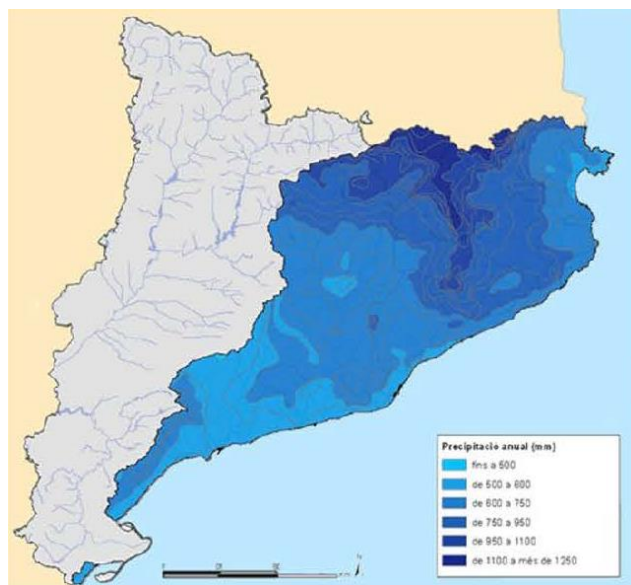 Precipitació anual (mm)
fins a 500
de 500 a 600
de 600 a 750
de 750 a 950
de 950 a 1100
de 1100 a més de 1250